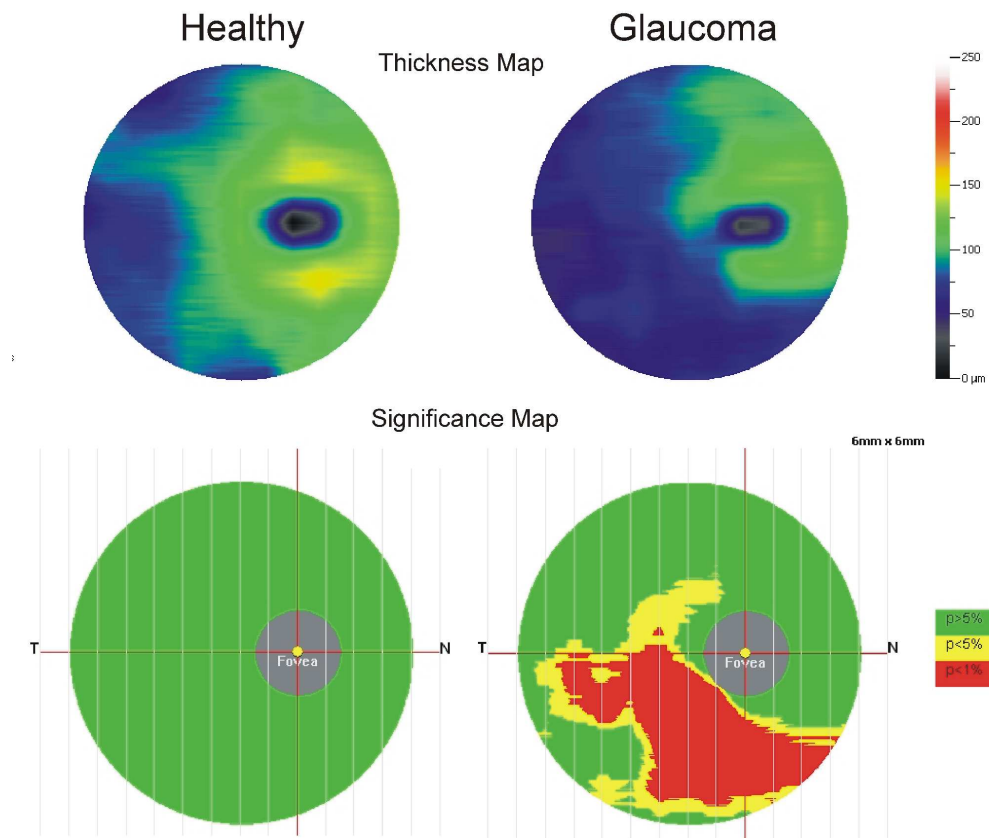 Healthy
Glaucoma
Thickness Map
250
200
150
100
50
0 µm
Significance Map
6mm x 6mm
T
Fovea
N
T
Fovea
N
p>5%
p<5%
p<1%